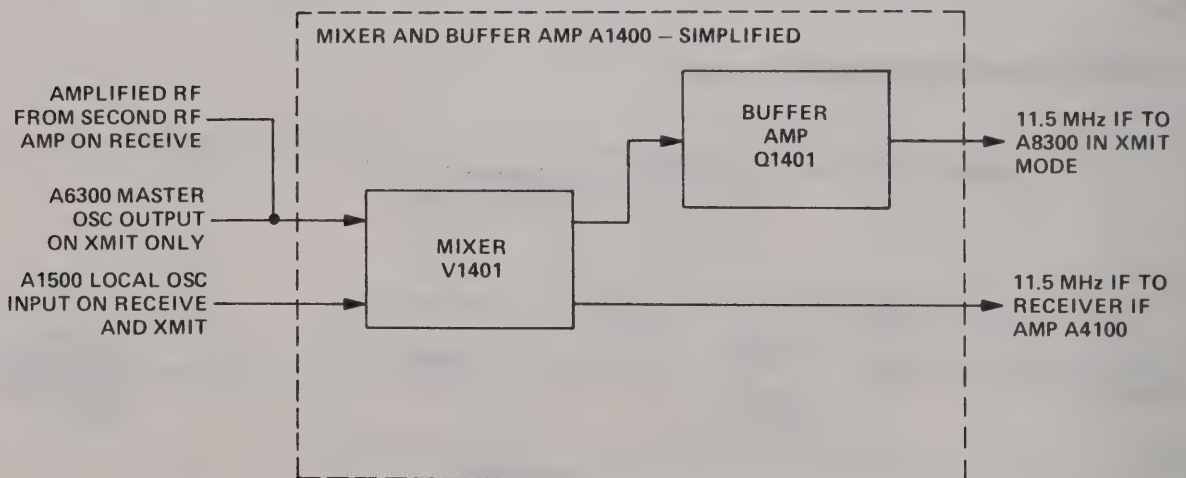 MIXER AND BUFFER AMP A1400 – SIMPLIFIED
AMPLIFIED RF
FROM SECOND RF
AMP ON RECEIVE
A6300 MASTER
OSC OUTPUT
ON XMIT ONLY
A1500 LOCAL OSC
INPUT ON RECEIVE
AND XMIT
MIXER
V1401
BUFFER
AMP
Q1401
11.5 MHz IF TO
A8300 IN XMIT
MODE
11.5 MHz IF TO
RECEIVER IF
AMP A4100